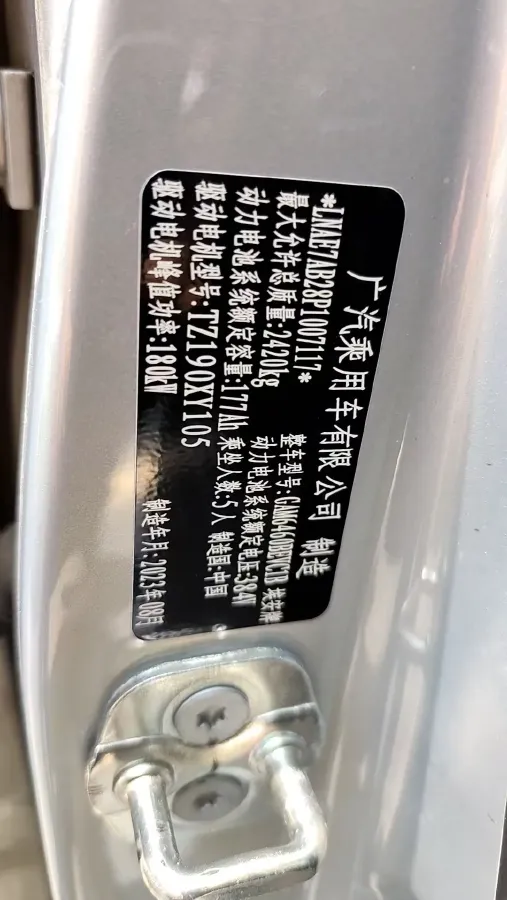 广汽乘用车有限公司 制造
*LNAE7AB28P1007117* 整车型号:GAM6460BEVC1D 埃安牌
最大允许总质量:2420kg 动力电池系统额定电压:384V
动力电池系统额定容量:177Ah 乘坐人数:5人 制造国:中国
驱动电机型号:TZ190XY105
驱动电机峰值功率:180kW 制造年月:2023年08月